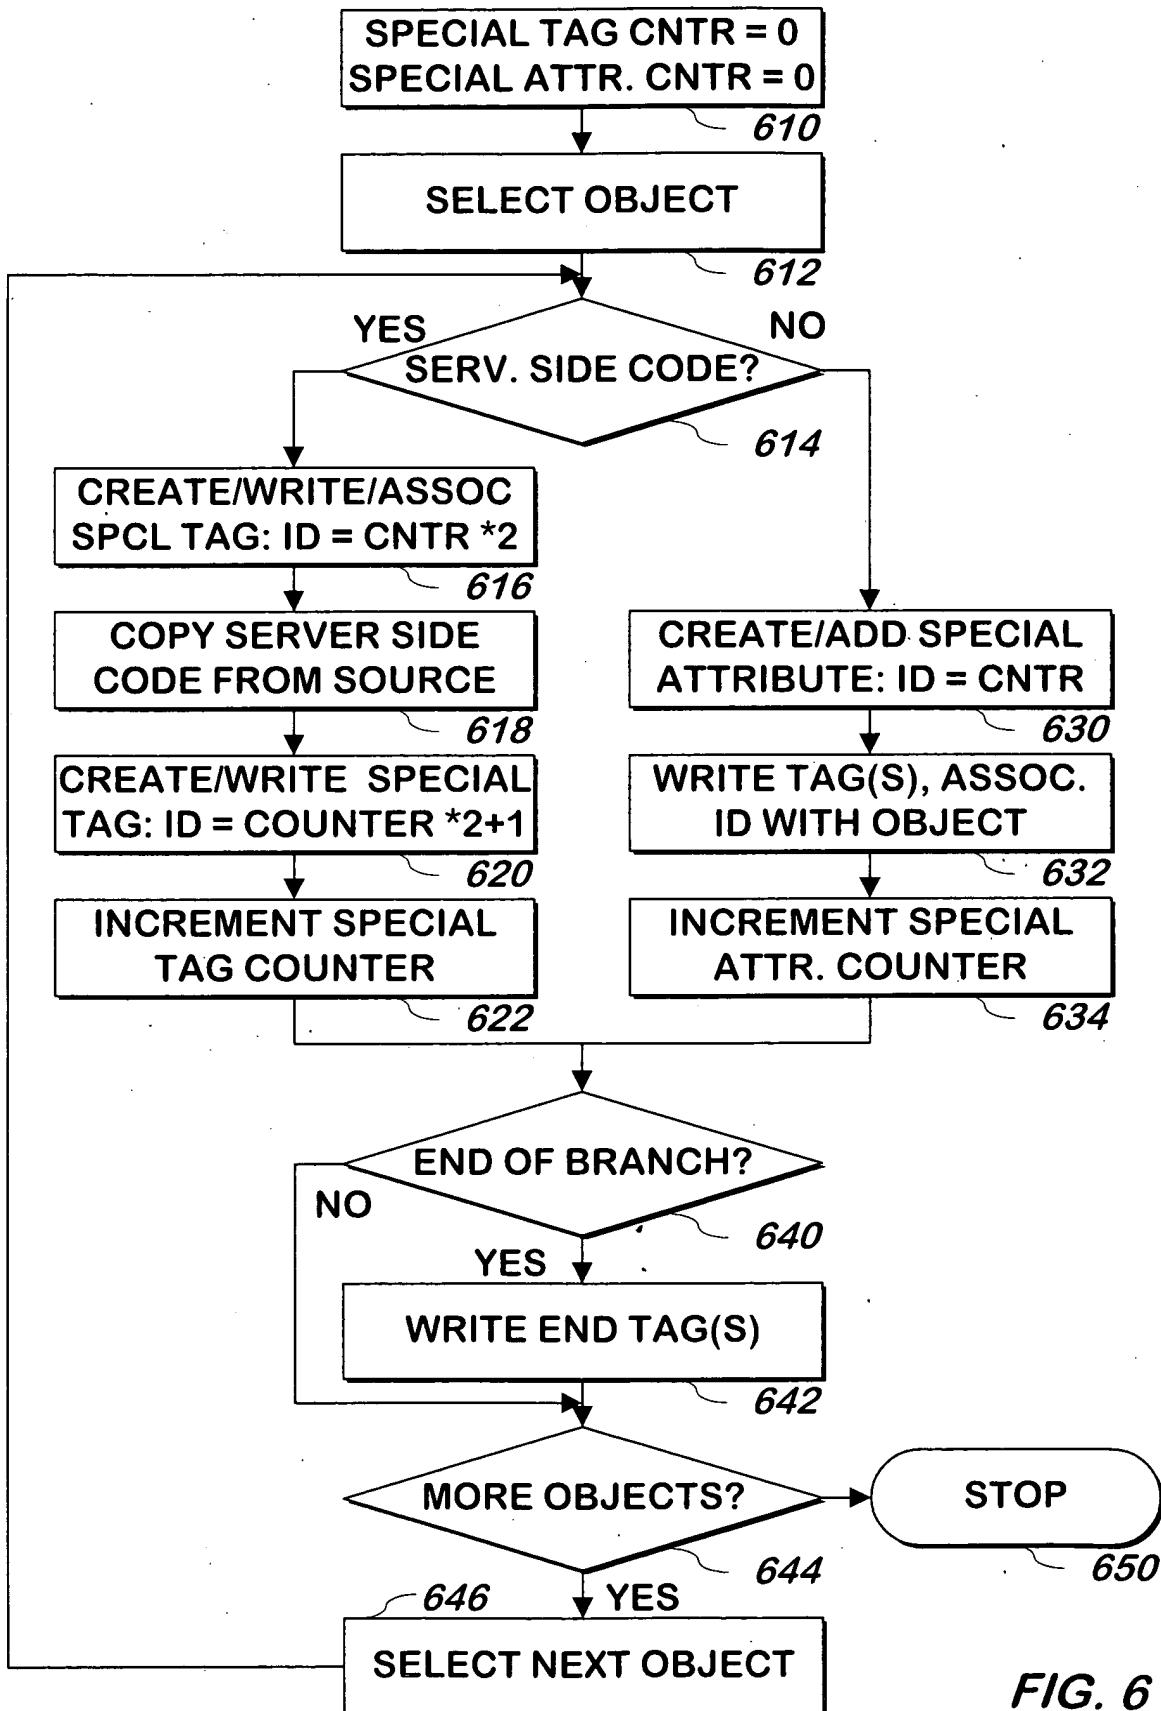 SPECIAL TAG CNTR = 0
SPECIAL ATTR. CNTR = 0
610
SELECT OBJECT
612
YES
NO
SERV. SIDE CODE?
614
CREATE/WRITE/ASSOC
SPCL TAG: ID = CNTR *2
616
COPY SERVER SIDE
CODE FROM SOURCE
618
CREATE/WRITE SPECIAL
TAG: ID = COUNTER *2+1
620
INCREMENT SPECIAL
TAG COUNTER
622
CREATE/ADD SPECIAL
ATTRIBUTE: ID = CNTR
630
WRITE TAG(S), ASSOC.
ID WITH OBJECT
632
INCREMENT SPECIAL
ATTR. COUNTER
634
END OF BRANCH?
NO
640
YES
WRITE END TAG(S)
642
MORE OBJECTS?
644
STOP
650
646
YES
SELECT NEXT OBJECT
FIG. 6